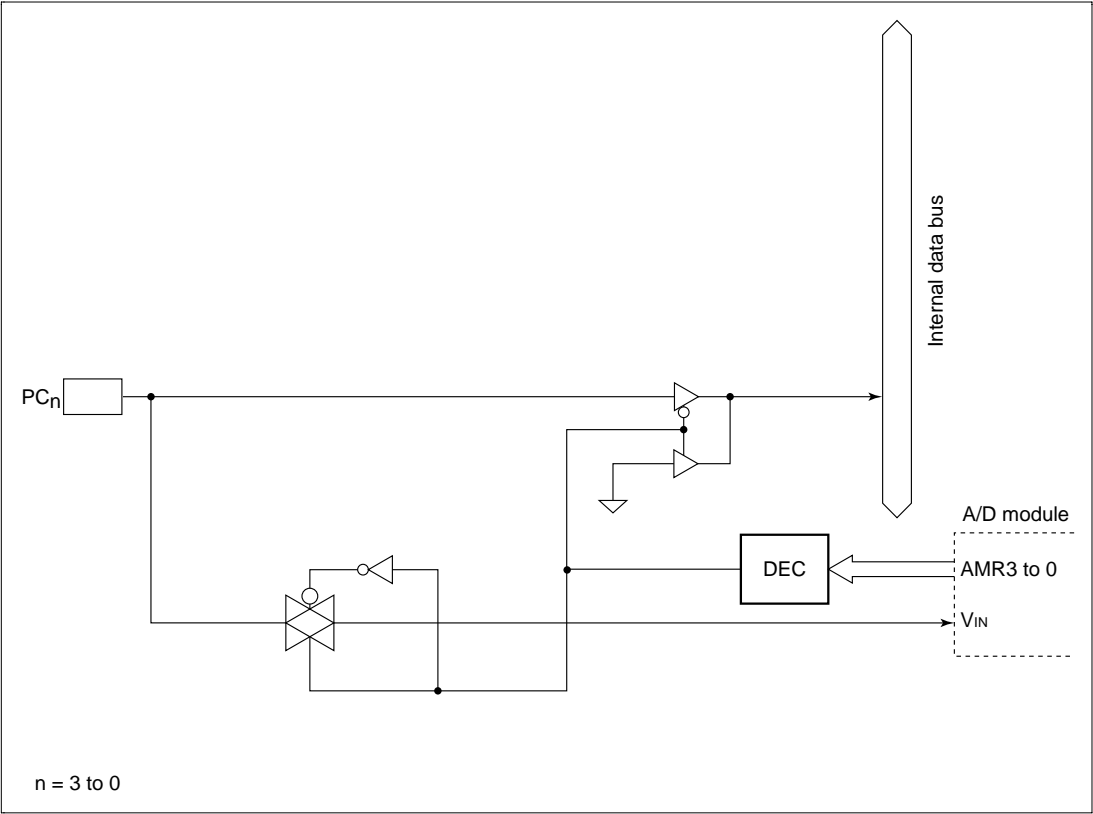 Internal data bus
PCn
A/D module
DEC
AMR3 to 0
VIN
n = 3 to 0